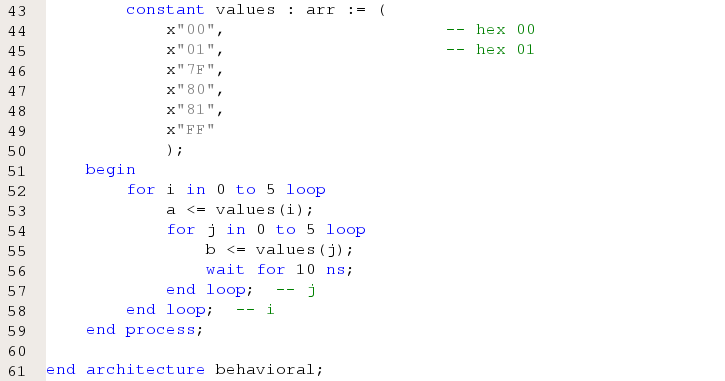 43 constant values : arr := (
44 x"00", -- hex 00
45 x"01", -- hex 01
46 x"7F",
47 x"80",
48 x"81",
49 x"FF"
50 );
51 begin
52 for i in 0 to 5 loop
53 a <= values(i);
54 for j in 0 to 5 loop
55 b <= values(j);
56 wait for 10 ns;
57 end loop; -- j
58 end loop; -- i
59 end process;
60
61 end architecture behavioral;